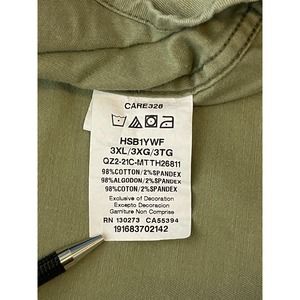 CARE326
HSB1YWF
3XL/3XG/3TG
QZ2-21C-MTTH26811
98%COTTON/2%SPANDEX
98%ALGODON/2%SPANDEX
98%COTON/2%SPANDEX
Exclusive of Decoration
Excepto Decoracion
Garniture Non Comprise
RN 130273 CA55394
191683702142